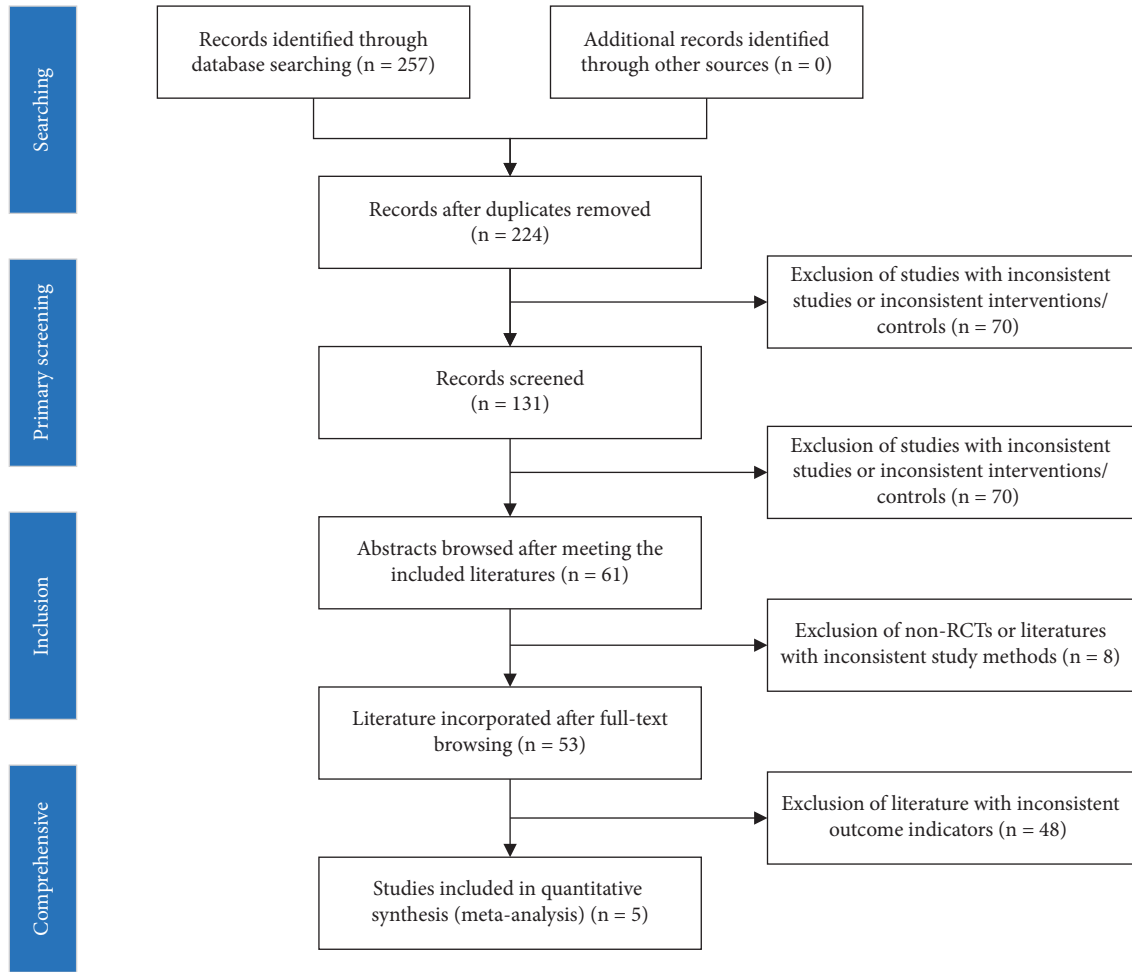 Searching
Records identified through
database searching (n = 257)
Additional records identified
through other sources (n = 0)
Records after duplicates removed
(n = 224)
Primary screening
Exclusion of studies with inconsistent
studies or inconsistent interventions/
controls (n = 70)
Records screened
(n = 131)
Exclusion of studies with inconsistent
studies or inconsistent interventions/
controls (n = 70)
Inclusion
Abstracts browsed after meeting the
included literatures (n = 61)
Exclusion of non-RCTs or literatures
with inconsistent study methods (n = 8)
Literature incorporated after full-text
browsing (n = 53)
Comprehensive
Exclusion of literature with inconsistent
outcome indicators (n = 48)
Studies included in quantitative
synthesis (meta-analysis) (n = 5)